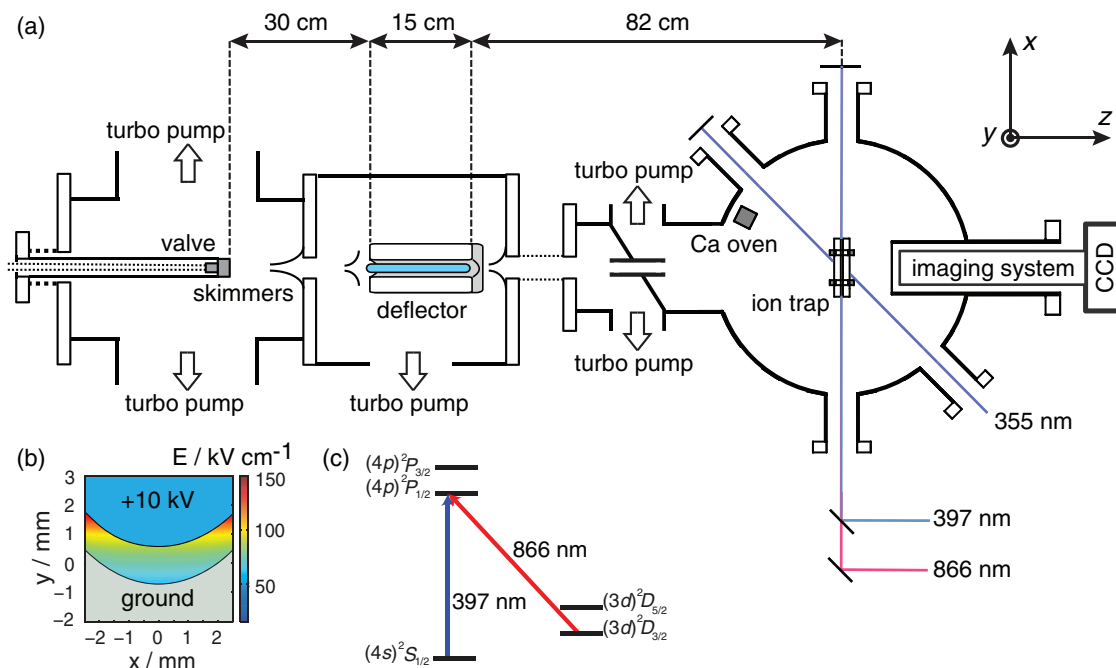 (a)
30 cm
15 cm
82 cm
x
y
z
turbo pump
turbo pump
valve
skimmers
deflector
Ca oven
ion trap
imaging system
CCD
turbo pump
turbo pump
turbo pump
355 nm
397 nm
866 nm
(b)
E / kV cm-1
+10 kV
ground
3
2
1
0
−1
−2
y / mm
−2 −1 0 1 2
x / mm
150
100
50
(c)
(4p)²P3/2
(4p)²P1/2
866 nm
397 nm
(3d)²D5/2
(3d)²D3/2
(4s)²S1/2